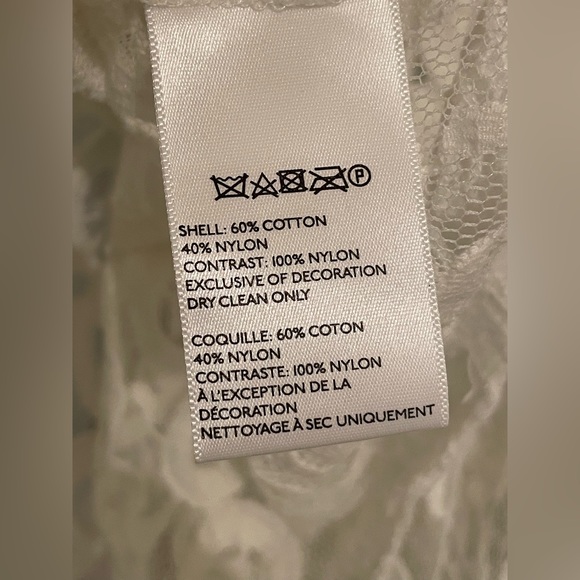 P
SHELL: 60% COTTON
40% NYLON
CONTRAST: 100% NYLON
EXCLUSIVE OF DECORATION
DRY CLEAN ONLY
COQUILLE: 60% COTON
40% NYLON
CONTRASTE: 100% NYLON
À L'EXCEPTION DE LA
DÉCORATION
NETTOYAGE À SEC UNIQUEMENT